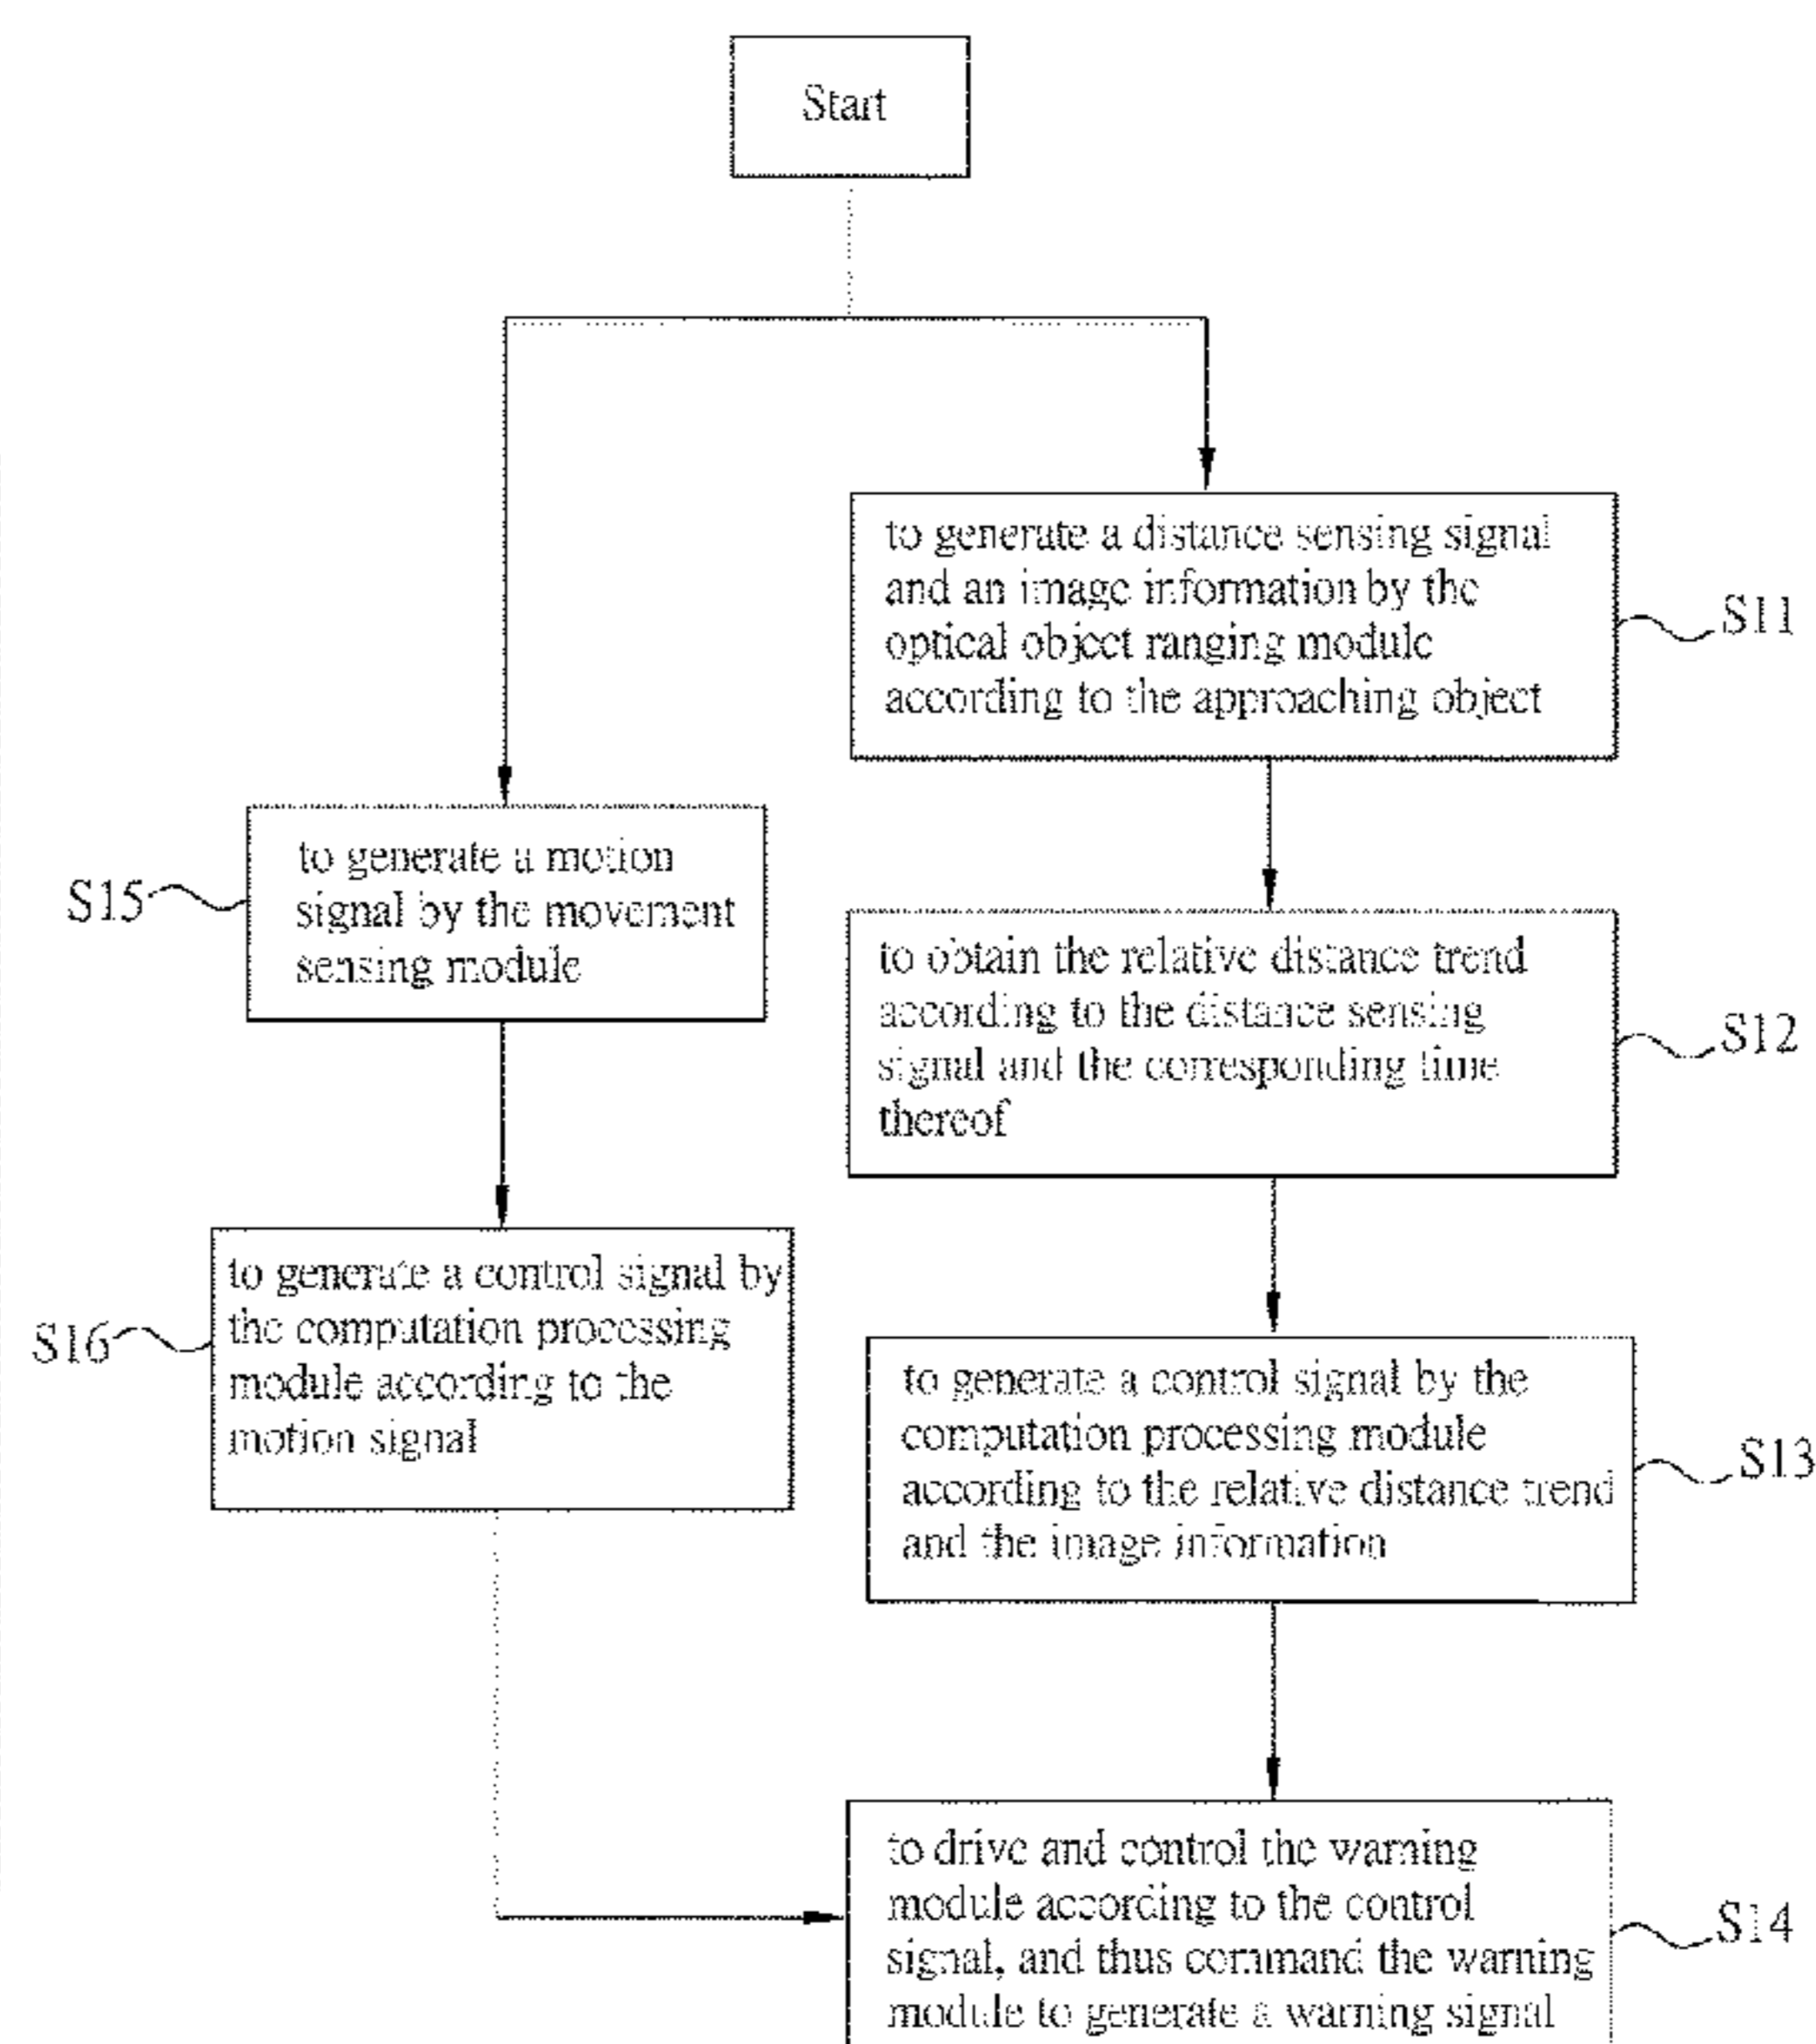 Start
to generate a distance sensing signal
and an image information by the
optical object ranging module
according to the approaching object
S11
to generate a motion
signal by the movement
sensing module
S15
to obtain the relative distance trend
according to the distance sensing
signal and the corresponding time
thereof
S12
to generate a control signal by
the computation processing
module according to the
motion signal
S16
to generate a control signal by the
computation processing module
according to the relative distance trend
and the image information
S13
to drive and control the warning
module according to the control
signal, and thus command the warning
module to generate a warning signal
S14